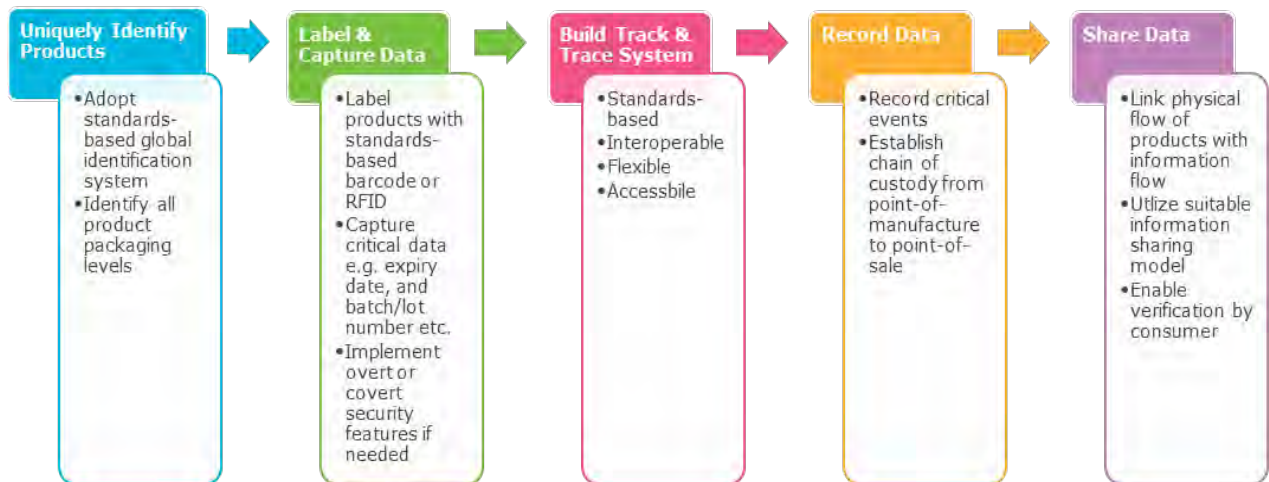 Uniquely Identify
Products
•Adopt
standards-
based global
identification
system
•Identify all
product
packaging
levels
Label &
Capture Data
•Label
products with
standards-
based
barcode or
RFID
•Capture
critical data
e.g. expiry
date, and
batch/lot
number etc.
•Implement
overt or
covert
security
features if
needed
Build Track &
Trace System
•Standards-
based
•Interoperable
•Flexible
•Accessbile
Record Data
•Record critical
events
•Establish
chain of
custody from
point-of-
manufacture
to point-of-
sale
Share Data
•Link physical
flow of
products with
information
flow
•Utlize suitable
information
sharing
model
•Enable
verification by
consumer